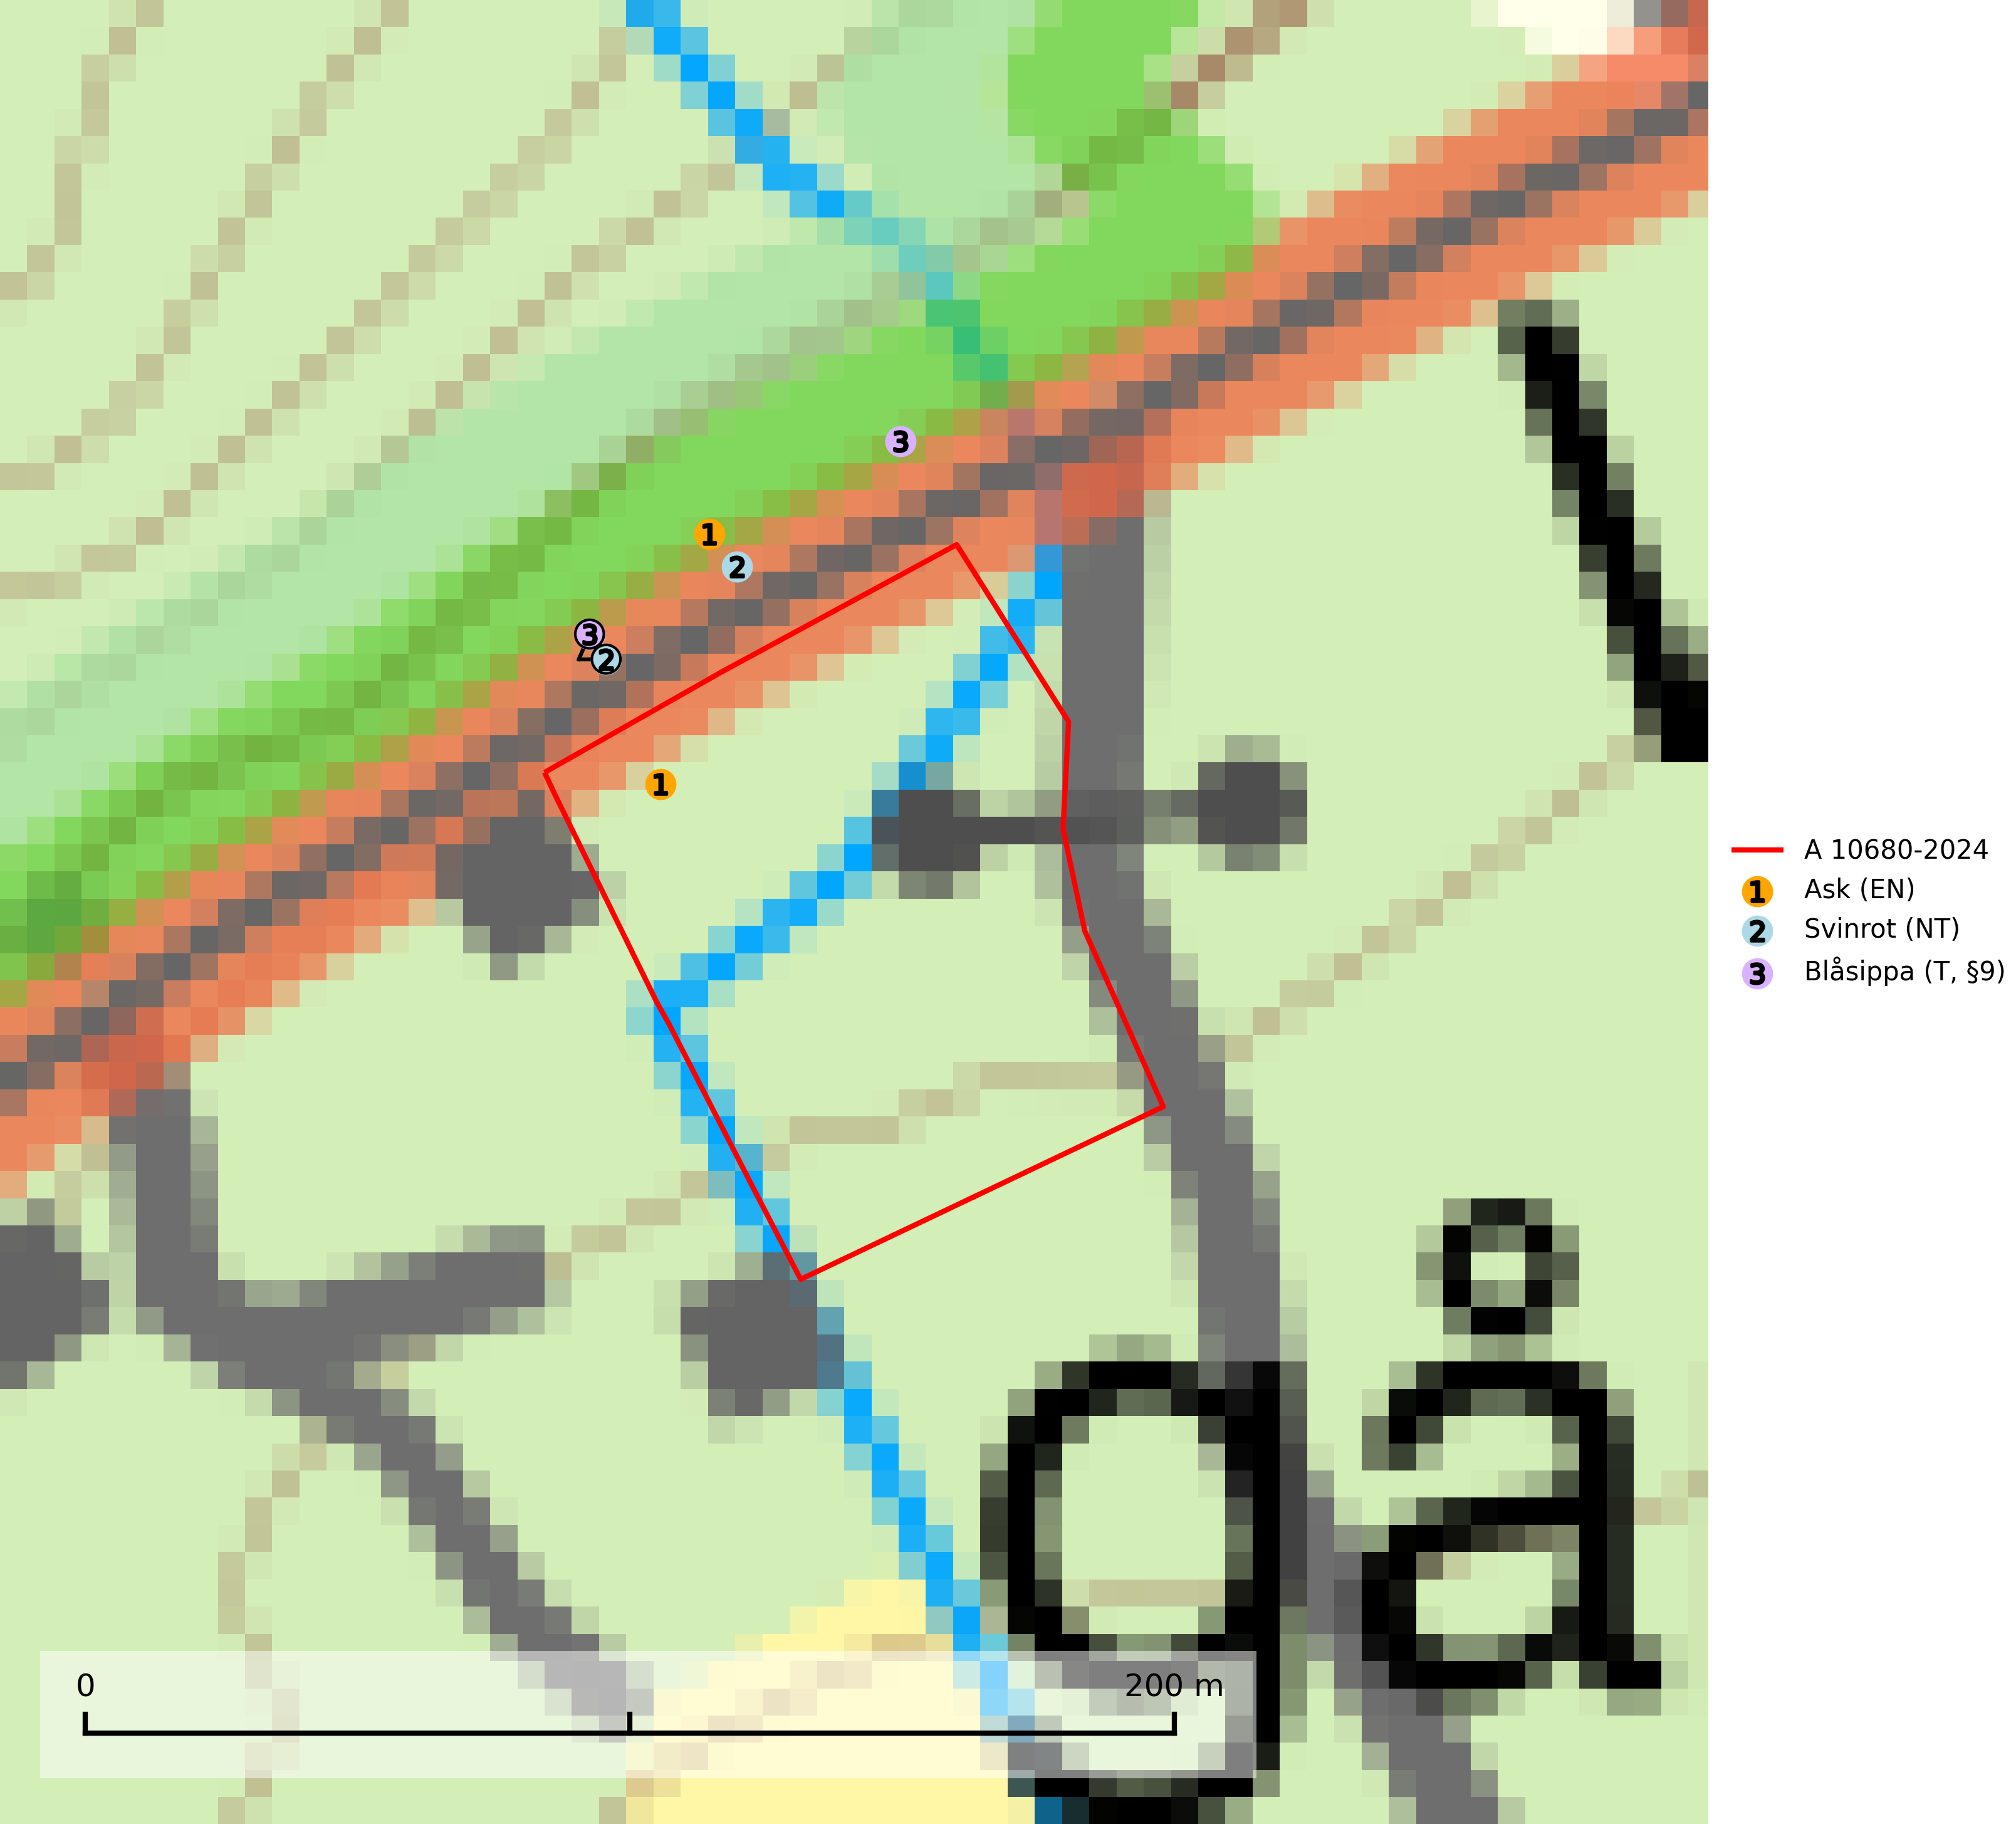 3
1
2
3
2
1
qå
A 10680-2024
1 Ask (EN)
2 Svinrot (NT)
3 Blåsippa (T, §9)
0 200 m